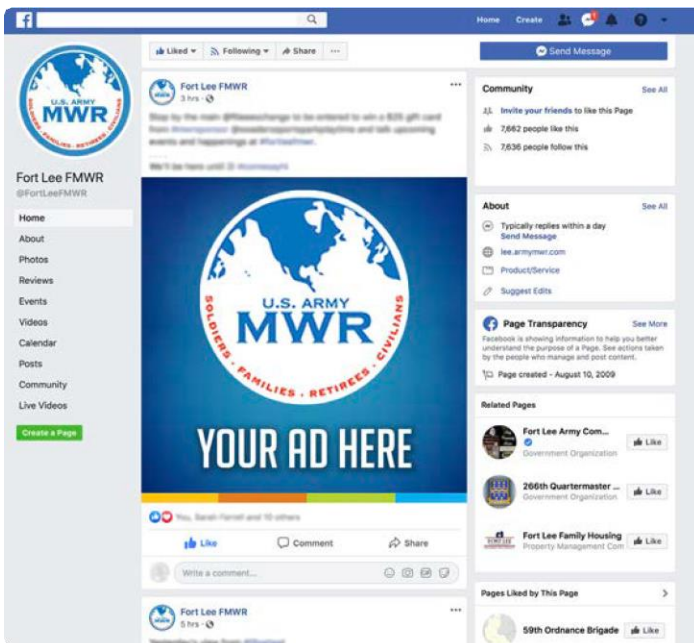 f
Home Create
U.S. ARMY
MWR
SOLDIERS · FAMILIES · RETIREES · CIVILIANS
Fort Lee FMWR
@FortLeeFMWR
Home
About
Photos
Reviews
Events
Videos
Calendar
Posts
Community
Live Videos
Create a Page
Liked Following Share ...
Fort Lee FMWR
3 hrs ·
U.S. ARMY
MWR
SOLDIERS · FAMILIES · RETIREES · CIVILIANS
YOUR AD HERE
Like Comment Share
Write a comment...
GIF
Fort Lee FMWR
5 hrs ·
Send Message
Community See All
Invite your friends to like this Page
7,662 people like this
7,636 people follow this
About See All
Typically replies within a day
Send Message
lee.armymwr.com
Product/Service
Suggest Edits
Page Transparency See More
Facebook is showing information to help you better
understand the purpose of a Page. See actions taken
by the people who manage and post content.
Page created - August 10, 2009
Related Pages
Fort Lee Army Com...
Government Organization
Like
266th Quartermaster ...
Government Organization
Like
Fort Lee Family Housing
Property Management Com
Like
Pages Liked by This Page
59th Ordnance Brigade
Like